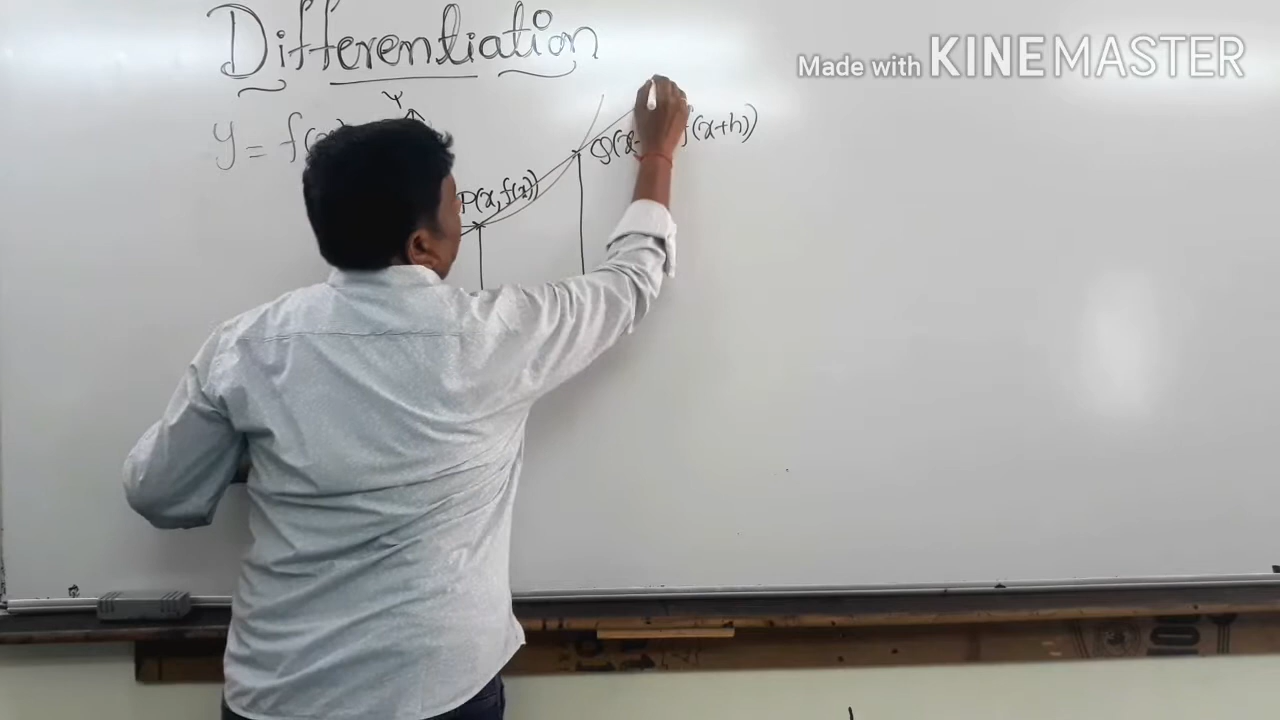 Differentiation
Made with KINEMASTER
Y
y = f(x)
Q(x f(x+h))
P(x, f(x))